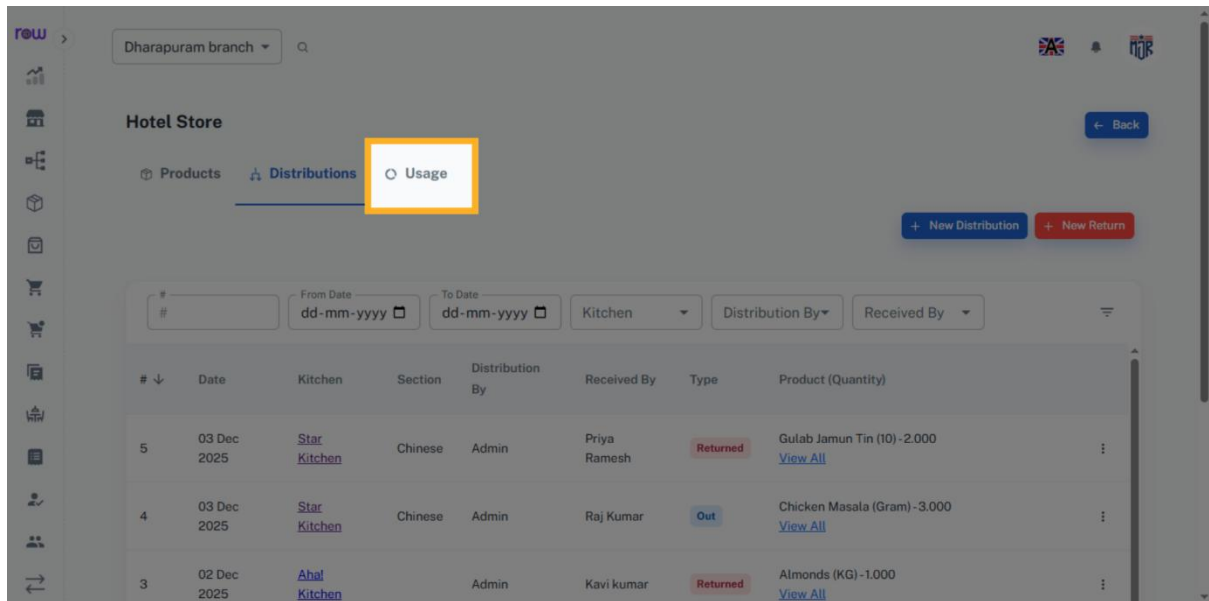 row
Dharapuram branch
Hotel Store
← Back
Products Distributions Usage
+ New Distribution + New Return
# From Date To Date
# dd-mm-yyyy dd-mm-yyyy Kitchen Distribution By Received By
# ↓ Date Kitchen Section Distribution By Received By Type Product (Quantity)
5 03 Dec 2025 Star Kitchen Chinese Admin Priya Ramesh Returned Gulab Jamun Tin (10) - 2.000
View All
4 03 Dec 2025 Star Kitchen Chinese Admin Raj Kumar Out Chicken Masala (Gram) - 3.000
View All
3 02 Dec 2025 Aha! Kitchen Admin Kavi kumar Returned Almonds (KG) - 1.000
View All